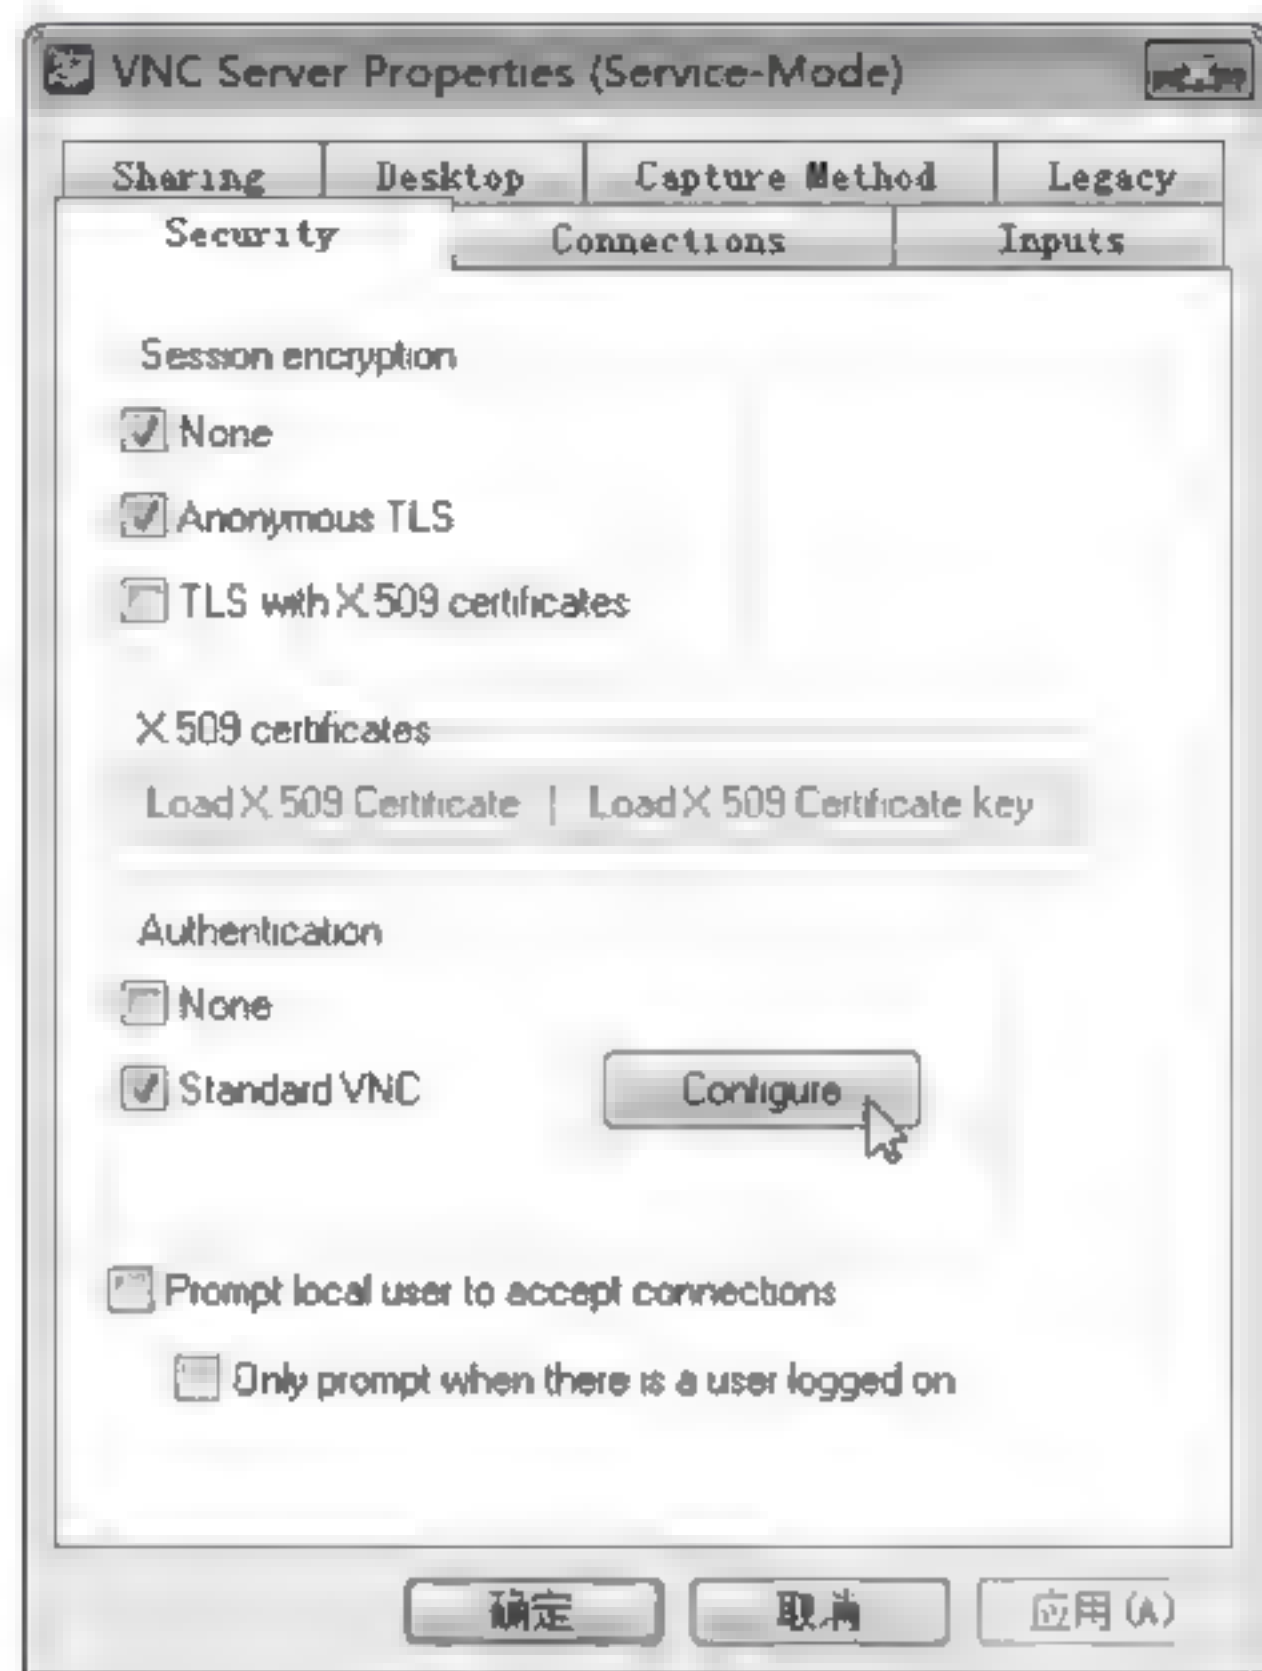 VNC Server Properties (Service-Mode)
Sharing Desktop Capture Method Legacy
Security Connections Inputs
Session encryption
None
Anonymous TLS
TLS with X.509 certificates
X.509 certificates
Load X.509 Certificate Load X.509 Certificate key
Authentication
None
Standard VNC Configure
Prompt local user to accept connections
Only prompt when there is a user logged on
确定 取消 应用(A)